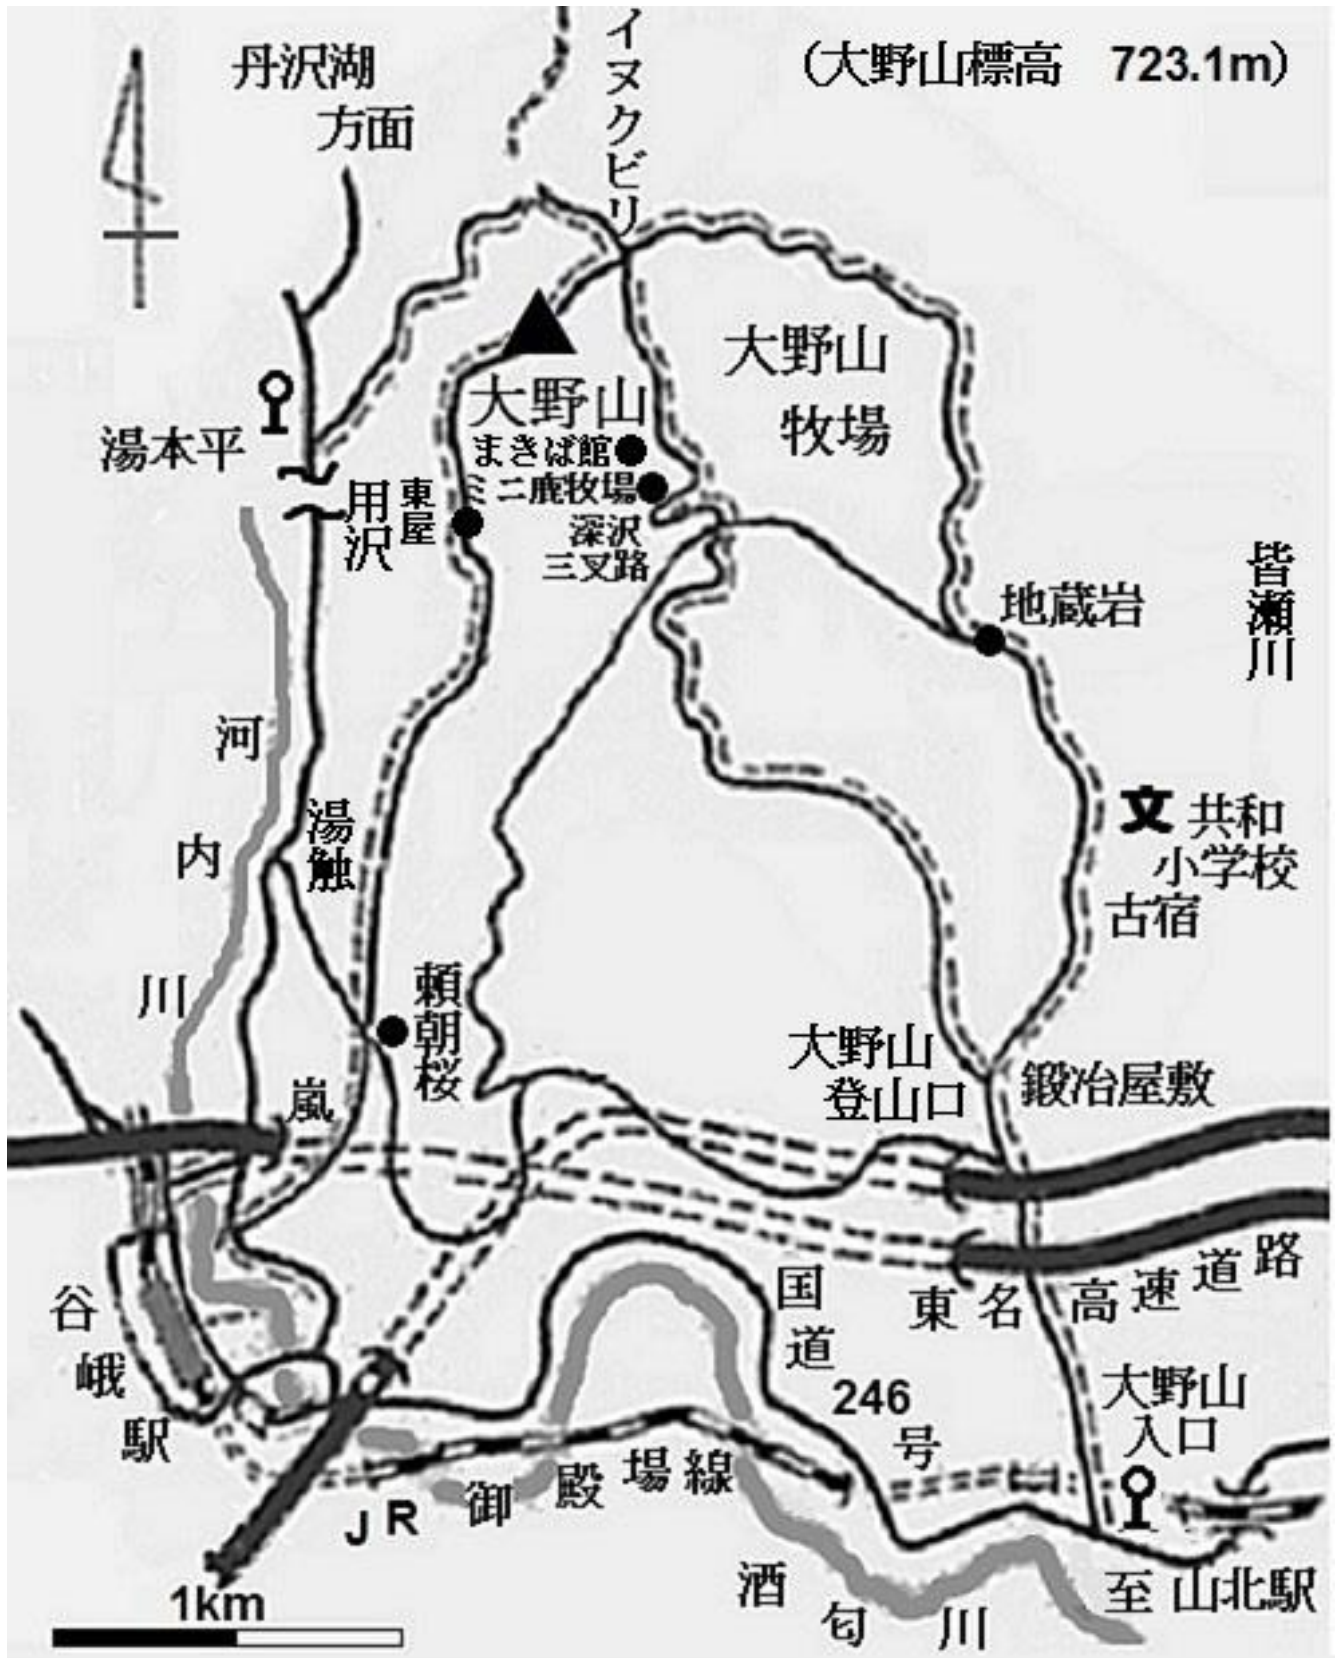 丹沢湖
方面
イヌクビリ
（大野山標高　723.1m）
大野山
牧場
湯本平
大野山
まきば館
ミニ鹿牧場
深沢
三叉路
用沢
東屋
地蔵岩
皆瀬川
河内川
湯触
文
共和
小学校
古宿
頼朝桜
嵐
大野山
登山口
鍛冶屋敷
谷峨駅
国道246号
東名高速道路
大野山
入口
JR御殿場線
酒匂川
至山北駅
1km